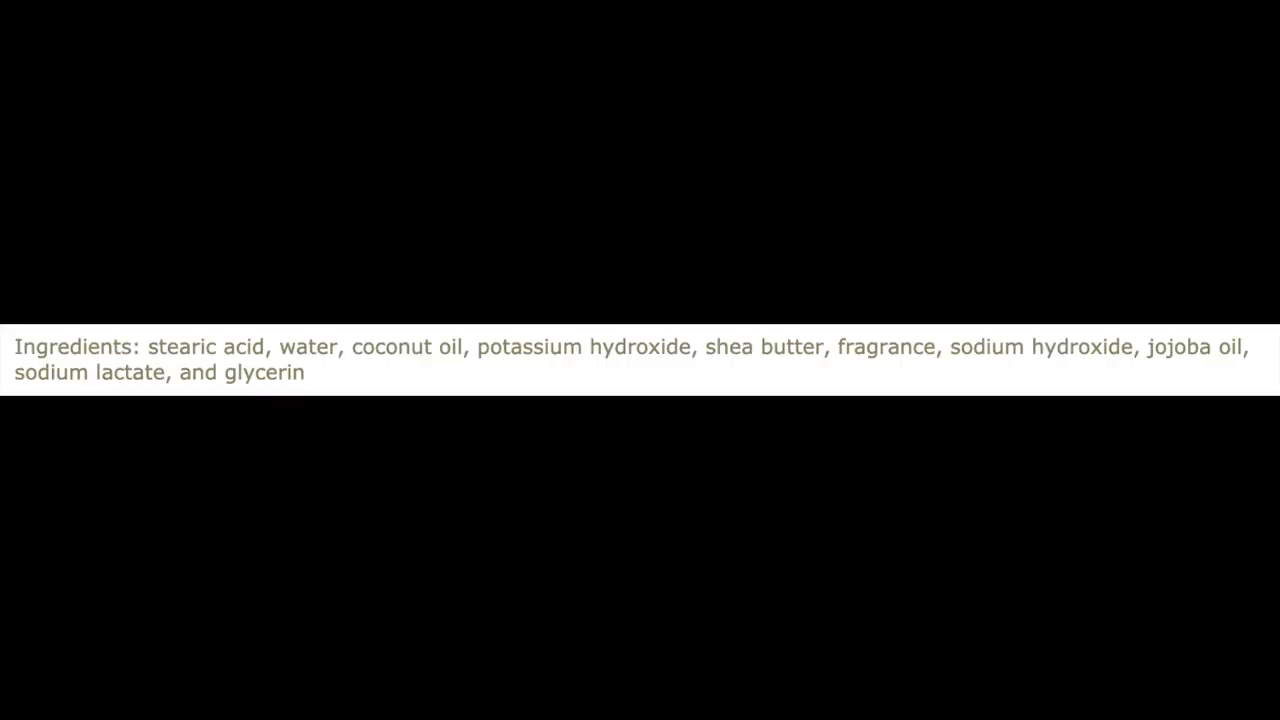 Ingredients: stearic acid, water, coconut oil, potassium hydroxide, shea butter, fragrance, sodium hydroxide, jojoba oil,
sodium lactate, and glycerin